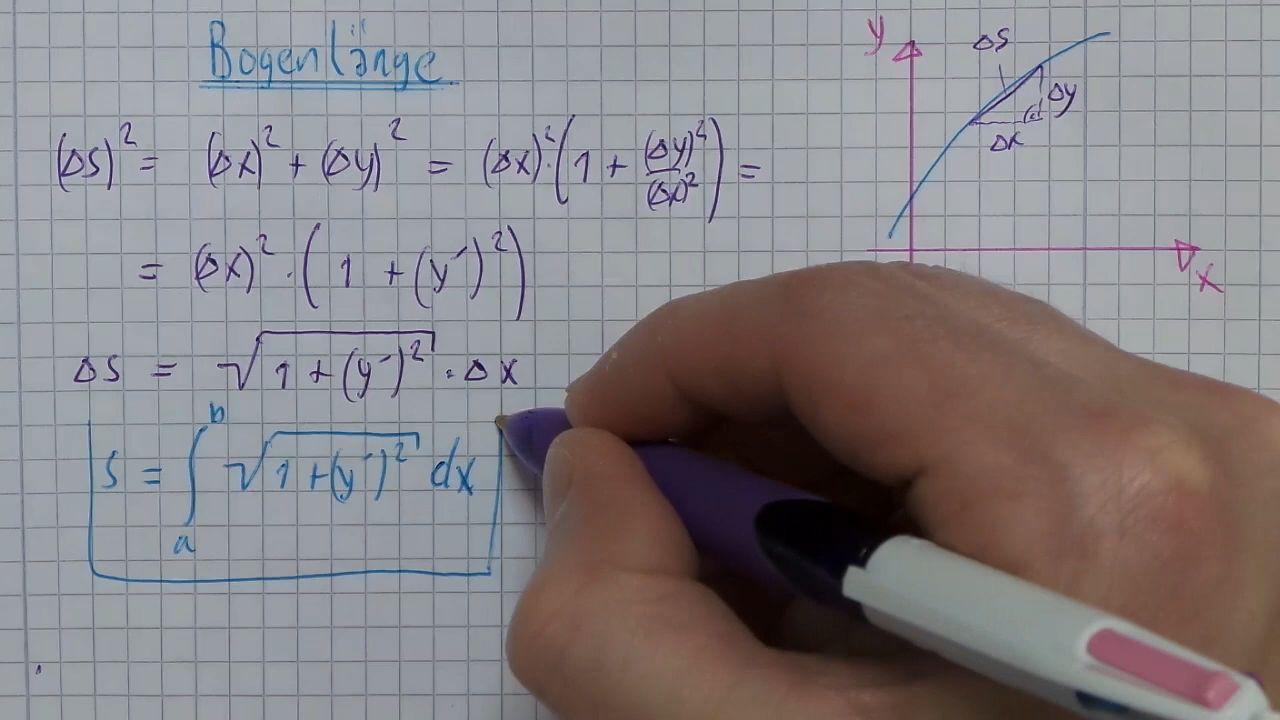 Bogenlänge
(Δs)² = (Δx)² + (Δy)² = (Δx)²·(1 + (Δy)²/(Δx)²) =
= (Δx)² · (1 + (y')²)
Δs = √(1 + (y')²) · Δx
s = ∫ₐᵇ √(1 + (y')²) dx
y
Δs
Δy
Δx
x